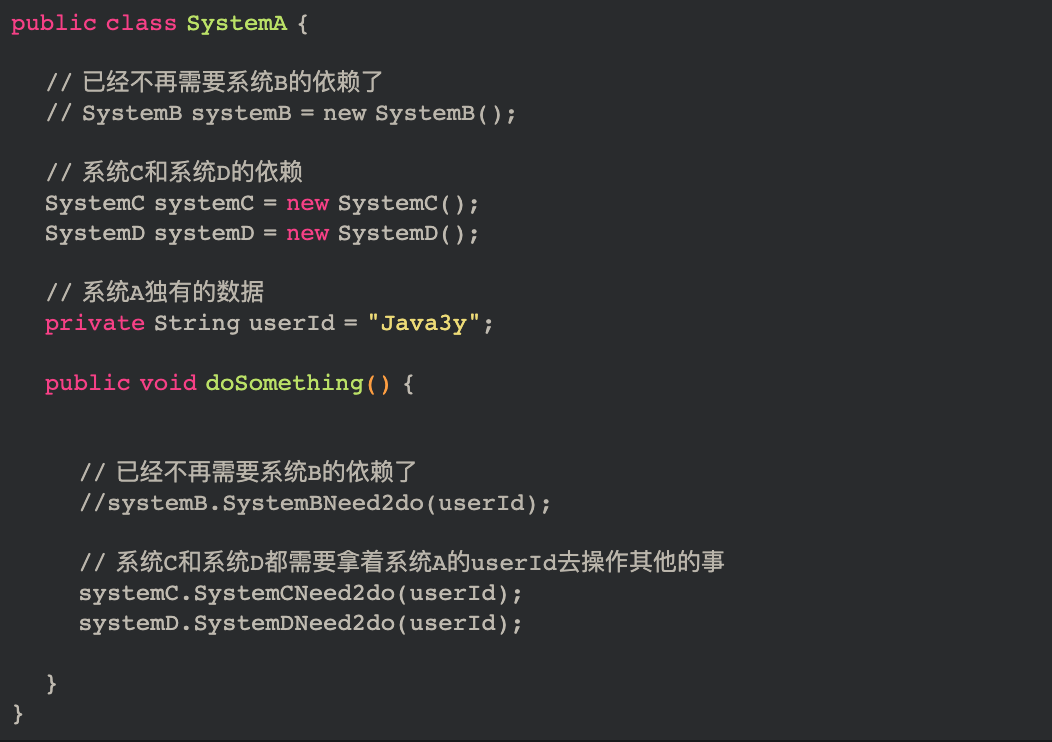 public class SystemA {
// 已经不再需要系统B的依赖了
// SystemB systemB = new SystemB();
// 系统C和系统D的依赖
SystemC systemC = new SystemC();
SystemD systemD = new SystemD();
// 系统A独有的数据
private String userId = "Java3y";
public void doSomething() {
// 已经不再需要系统B的依赖了
//systemB.SystemBNeed2do(userId);
// 系统C和系统D都需要拿着系统A的userId去操作其他的事
systemC.SystemCNeed2do(userId);
systemD.SystemDNeed2do(userId);
}
}